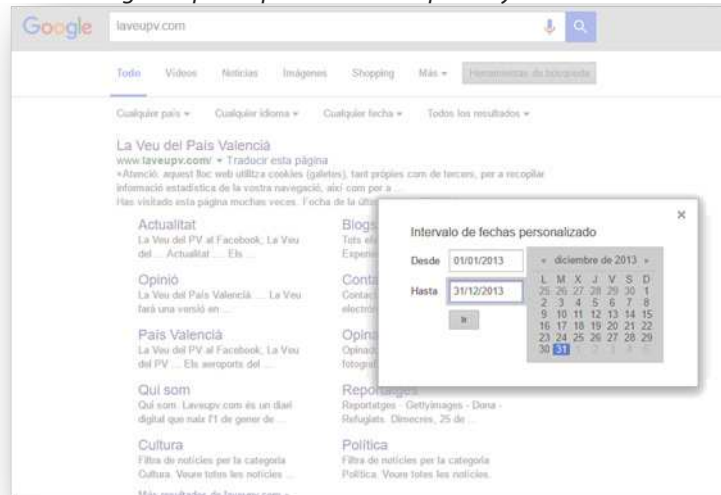 Google
laveupv.com
Todo Vídeos Noticias Imágenes Shopping Más Herramientas de búsqueda
Cualquier país Cualquier idioma Cualquier fecha Todos los resultados
La Veu del País Valencià
www.laveupv.com/ Traducir esta página
+Atenció: aquest lloc web utilitza cookies (galetes), tant pròpies com de tercers, per a recopilar
informació estadística de la vostra navegació, així com per a ...
Has visitado esta página muchas veces. Fecha de la
Actualitat
La Veu del PV al Facebook; La Veu
del ... Actualitat ... Els ...
Opinió
La Veu del País Valencià ... La Veu
farà una versió en ...
País Valencià
La Veu del PV al Facebook, La Veu
del PV ... Els aeroports del ...
Qui som
Qui som. Laveupv.com és un diari
digital que naix l'1 de gener de ...
Cultura
Filtra de notícies per la categoria
Cultura. Veure totes les notícies ...
Más resultados de laveupv.com »
Blogs
Tots
Conta
Opina
Reportatges
Reportatges - Gettyimages - Dona -
Refugiats. Dimecres, 25 de ...
Política
Filtra de notícies per la categoria
Política. Veure totes les notícies.
Intervalo de fechas personalizado
×
Desde 01/01/2013
Hasta 31/12/2013
Ir
« diciembre de 2013 »
L M X J V S D
25 26 27 28 29 30 1
2 3 4 5 6 7 8
9 10 11 12 13 14 15
16 17 18 19 20 21 22
23 24 25 26 27 28 29
30 31 1 2 3 4 5